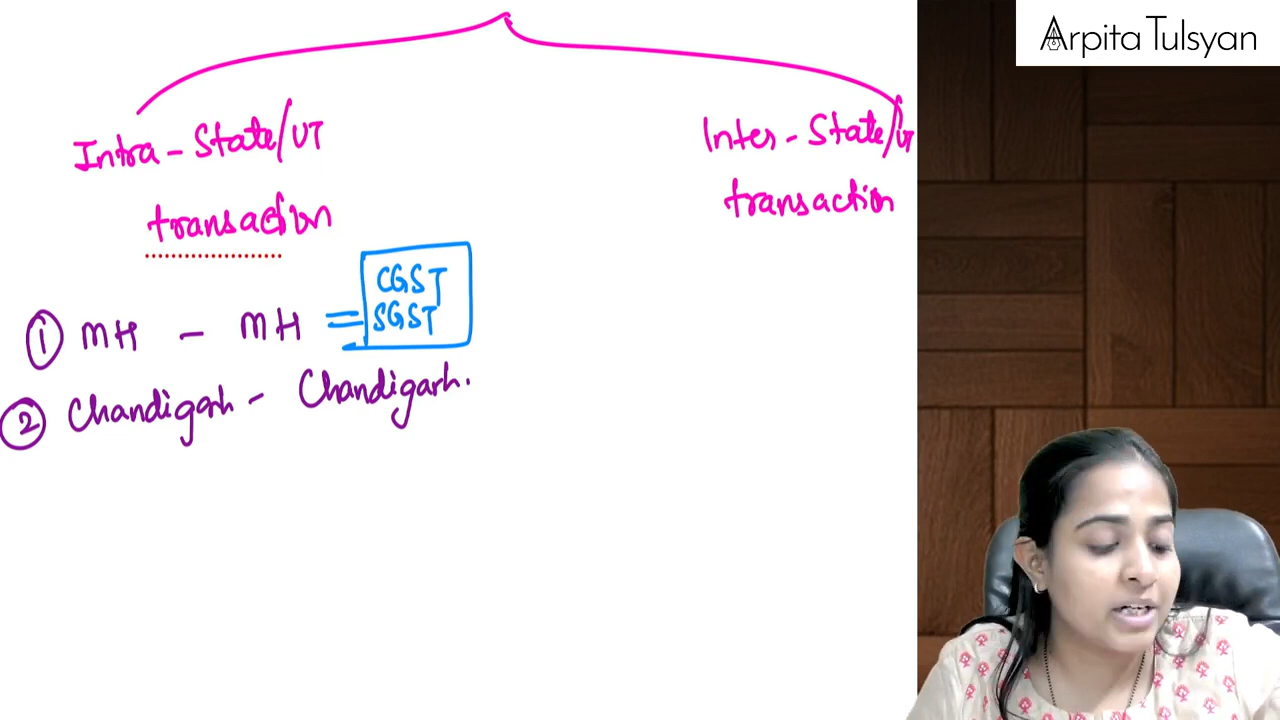 Arpita Tulsyan
Intra - State/UT
transaction
Inter - State/UT
transaction
① MH - MH = CGST
SGST
② Chandigarh - Chandigarh.